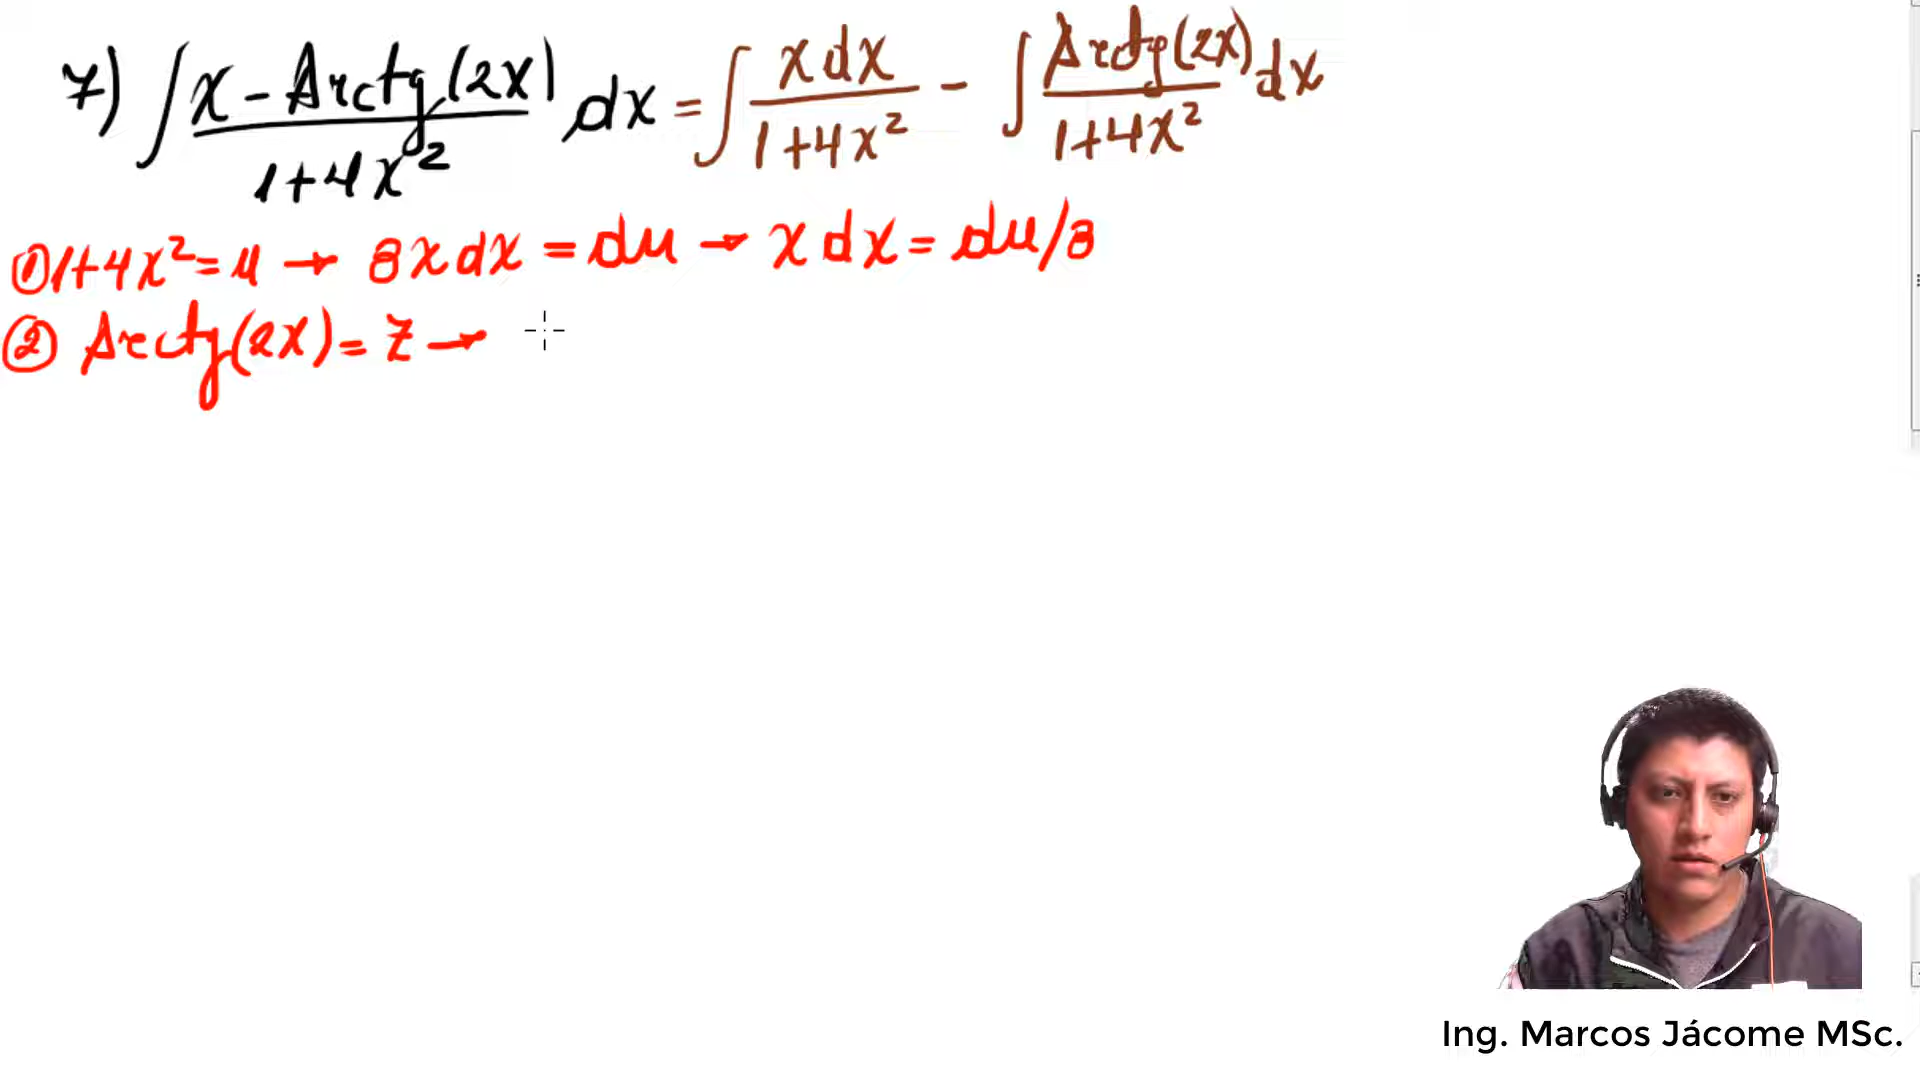 7) ∫ x - Arctg(2x) / 1+4x² dx = ∫ x dx / 1+4x² - ∫ Arctg(2x) / 1+4x² dx
① 1+4x² = u → 8x dx = du → x dx = du/8
② Arctg(2x) = z →
Ing. Marcos Jácome MSc.